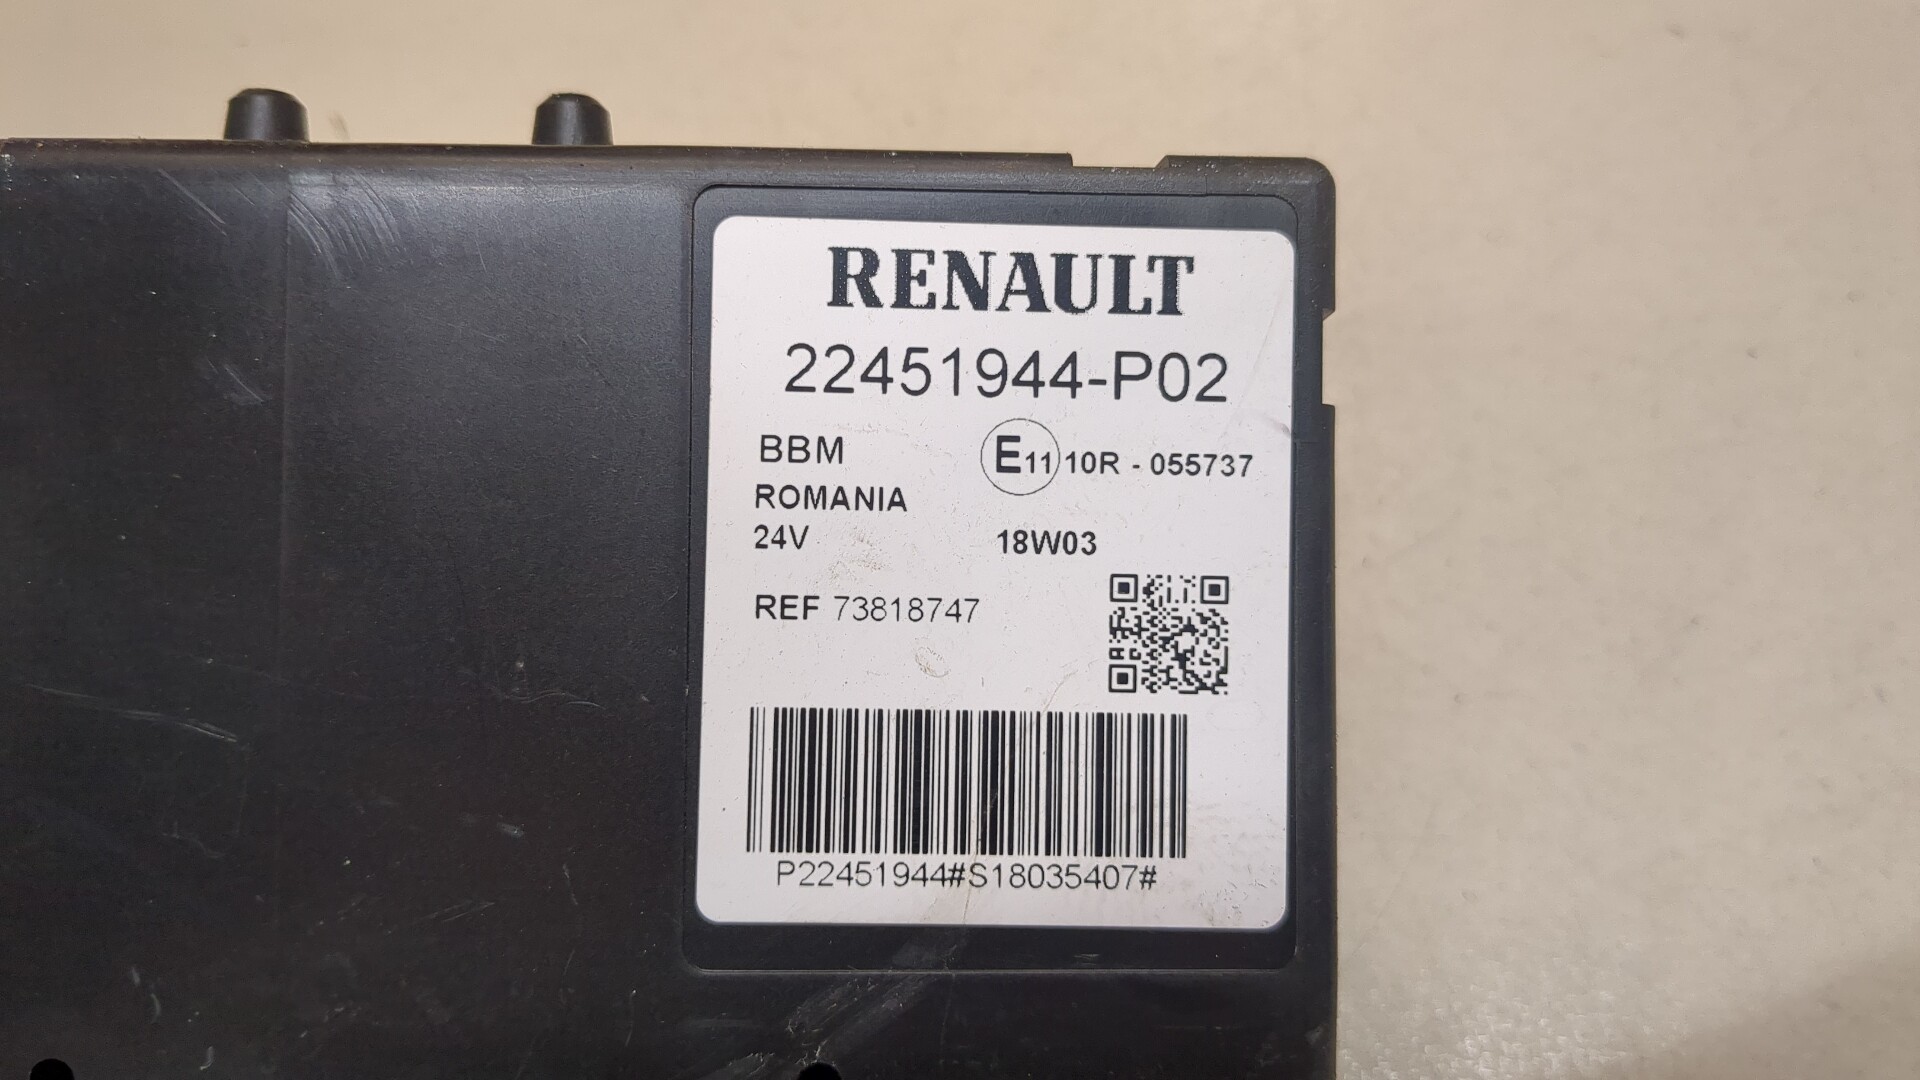 RENAULT
22451944-P02
BBM E11 10R - 055737
ROMANIA
24V 18W03
REF 73818747
P22451944#S18035407#